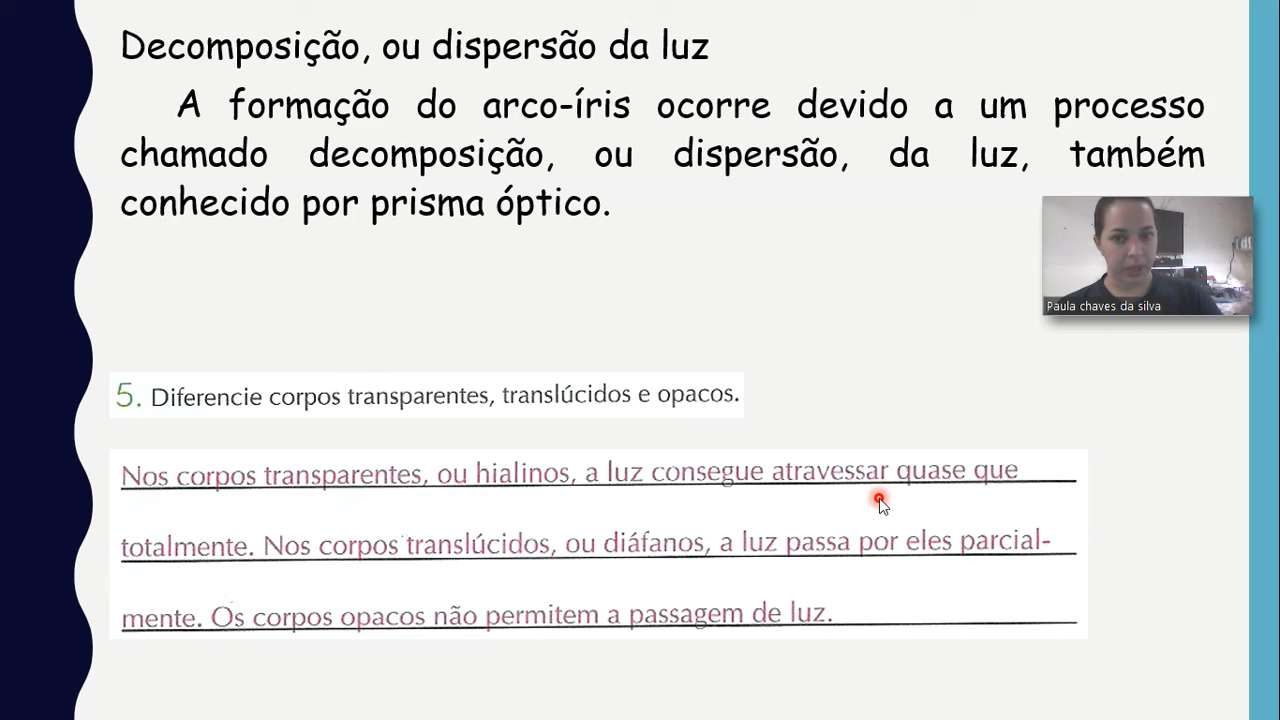 Decomposição, ou dispersão da luz
A formação do arco-íris ocorre devido a um processo
chamado decomposição, ou dispersão, da luz, também
conhecido por prisma óptico.
Paula chaves da silva
5. Diferencie corpos transparentes, translúcidos e opacos.
Nos corpos transparentes, ou hialinos, a luz consegue atravessar quase que
totalmente. Nos corpos translúcidos, ou diáfanos, a luz passa por eles parcial-
mente. Os corpos opacos não permitem a passagem de luz.